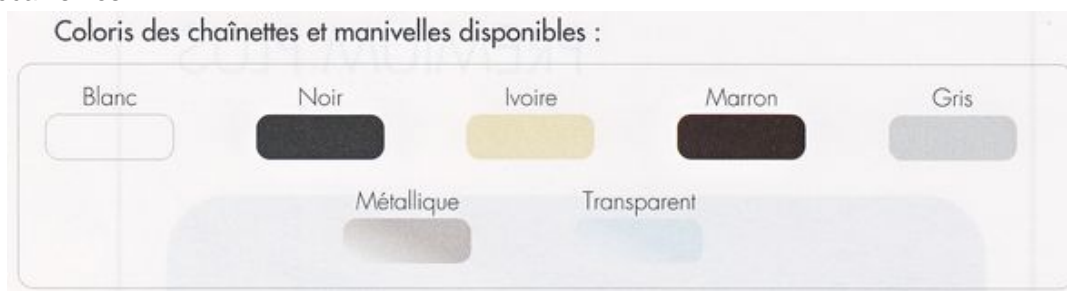 Coloris des chaînettes et manivelles disponibles :
Blanc Noir Ivoire Marron Gris
Métallique Transparent